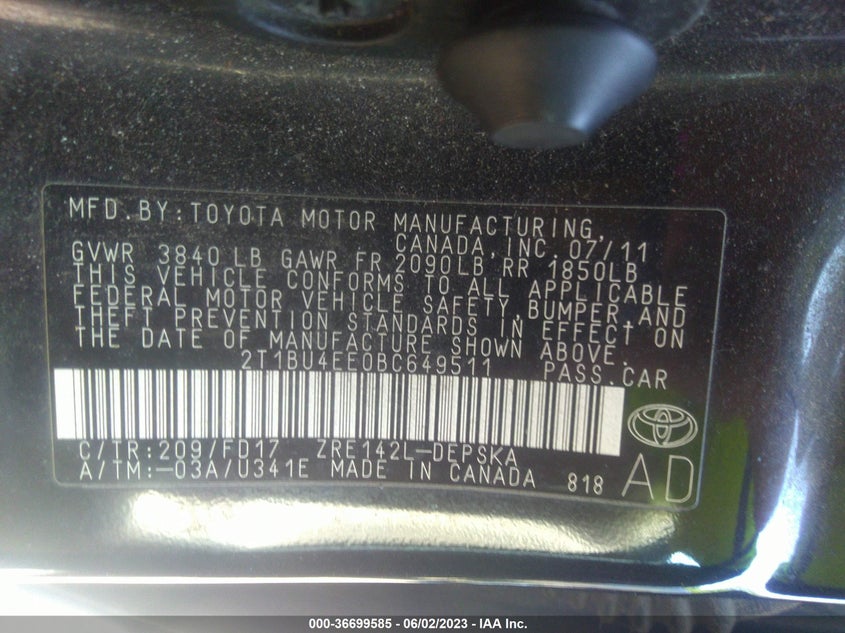 MFD.BY:TOYOTA MOTOR MANUFACTURING,
CANADA,INC. 07/11
GVWR 3840 LB GAWR FR 2090LB RR 1850LB
THIS VEHICLE CONFORMS TO ALL APPLICABLE
FEDERAL MOTOR VEHICLE SAFETY,BUMPER,AND
THEFT PREVENTION STANDARDS IN EFFECT ON
THE DATE OF MANUFACTURE SHOWN ABOVE.
2T1BU4EE0BC649511 PASS.CAR
C/TR:209/FD17 ZRE142L-DEPSKA
A/TM:-03A/U341E MADE IN CANADA 818 AD
000-36699585 - 06/02/2023 - IAA Inc.